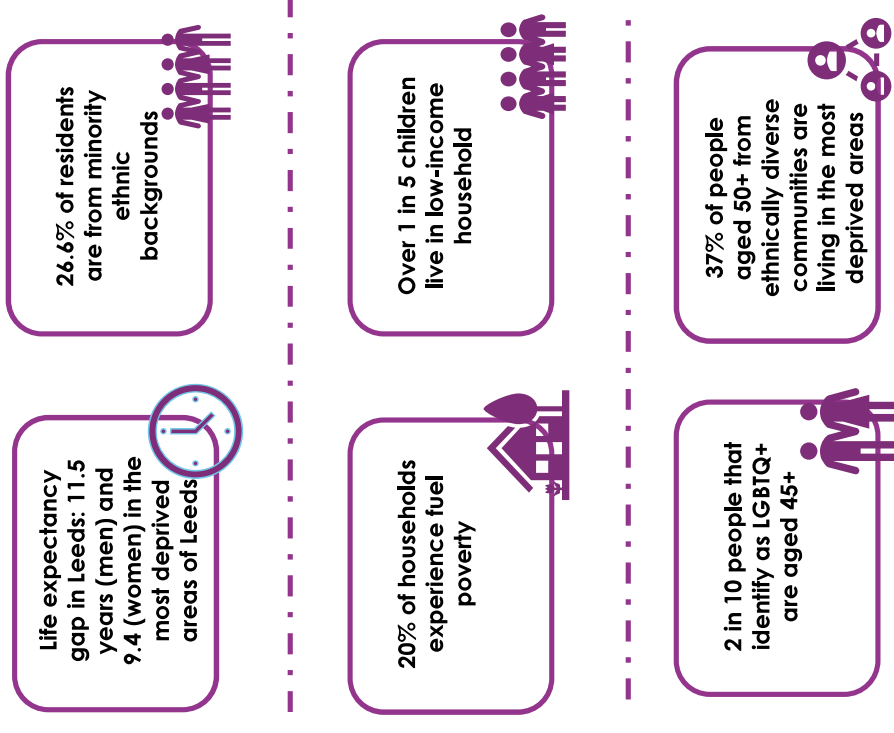 Life expectancy
gap in Leeds: 11.5
years (men) and
9.4 (women) in the
most deprived
areas of Leeds
26.6% of residents
are from minority
ethnic
backgrounds
20% of households
experience fuel
poverty
Over 1 in 5 children
live in low-income
household
2 in 10 people that
identify as LGBTQ+
are aged 45+
37% of people
aged 50+ from
ethnically diverse
communities are
living in the most
deprived areas